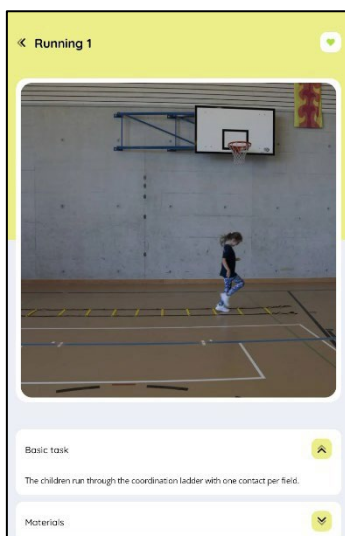 Running 1
Basic task
The children run through the coordination ladder with one contact per field.
Materials